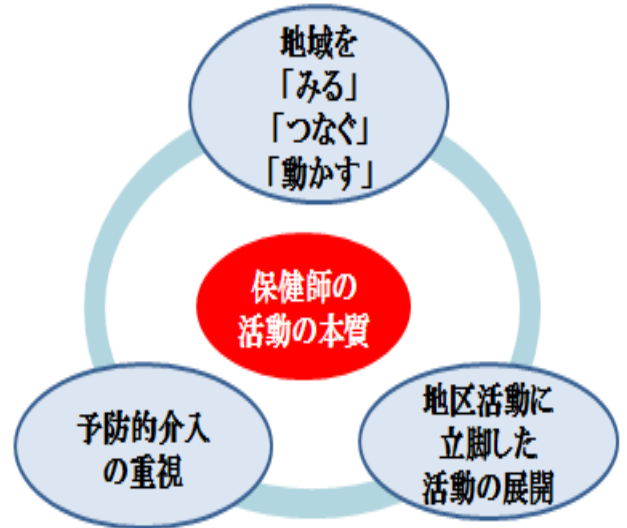 地域を
「みる」
「つなぐ」
「動かす」
保健師の
活動の本質
予防的介入
の重視
地区活動に
立脚した
活動の展開